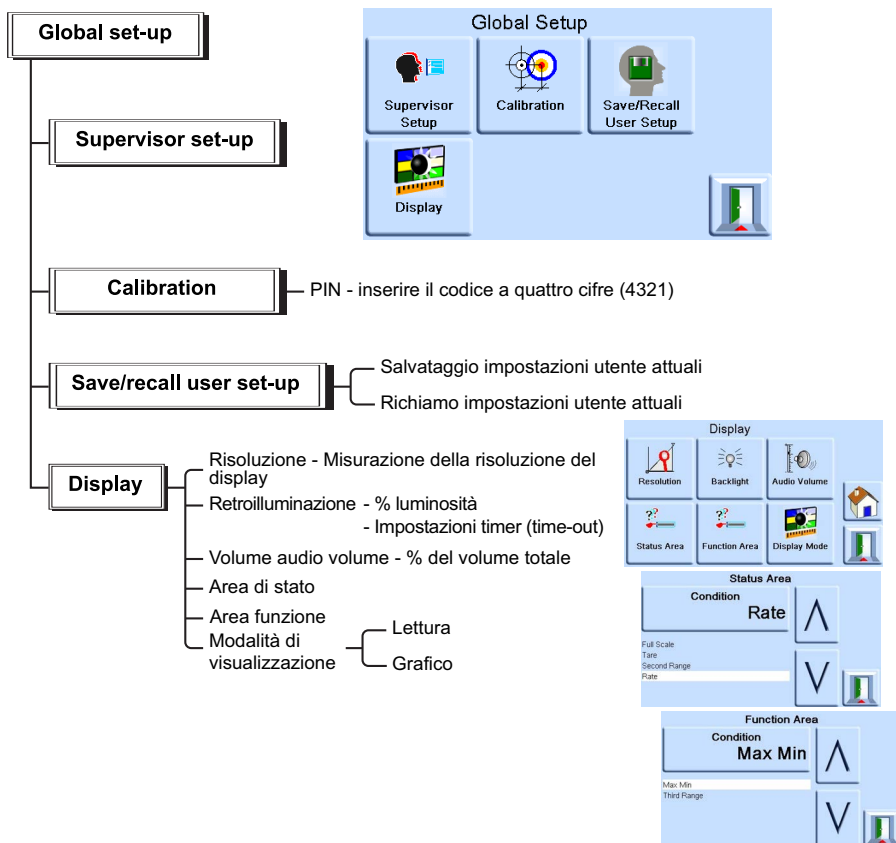 Global set-up
Global Setup
Supervisor
Setup
Calibration
Save/Recall
User Setup
Display
Supervisor set-up
Calibration
PIN - inserire il codice a quattro cifre (4321)
Save/recall user set-up
Salvataggio impostazioni utente attuali
Richiamo impostazioni utente attuali
Display
Risoluzione - Misurazione della risoluzione del
display
Retroilluminazione - % luminosità
- Impostazioni timer (time-out)
Volume audio volume - % del volume totale
Area di stato
Area funzione
Modalità di
visualizzazione
Lettura
Grafico
Display
Resolution
Backlight
Audio Volume
??
Status Area
??
Function Area
Display Mode
Status Area
Condition
Rate
Full Scale
Tare
Second Range
Rate
Function Area
Condition
Max Min
Max Min
Third Range